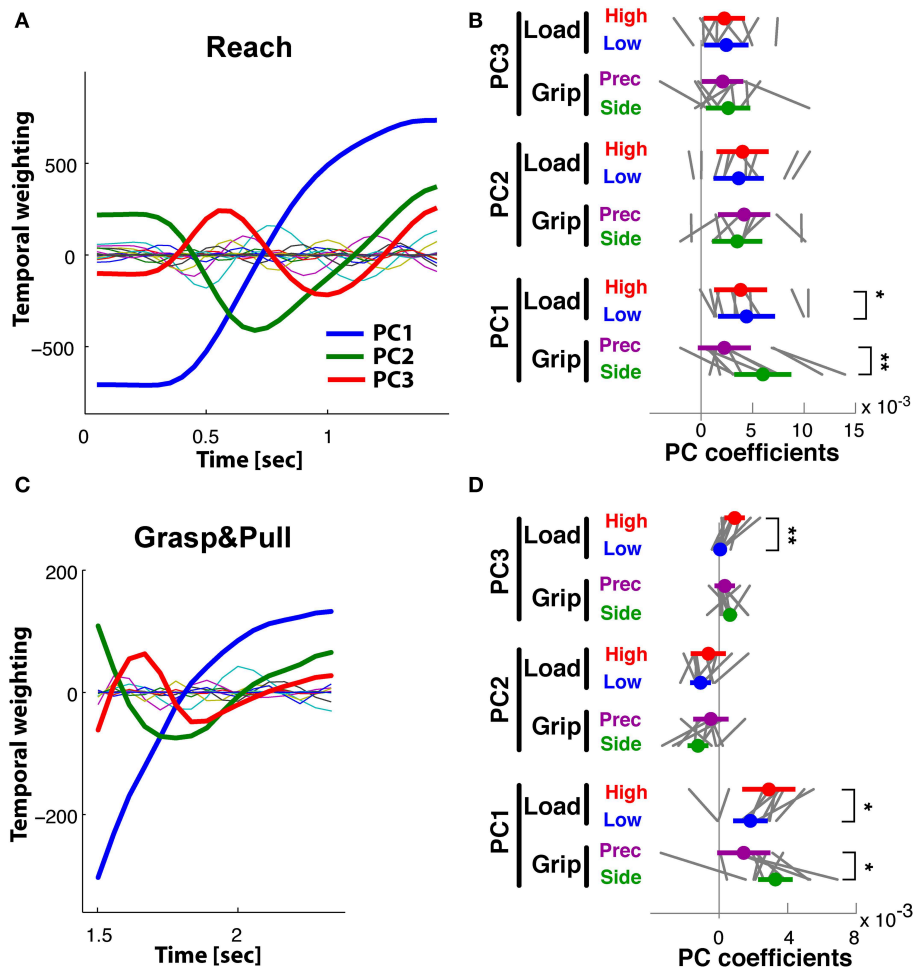 A
Reach
Temporal weighting
500
0
−500
PC1
PC2
PC3
0
0.5
1
Time [sec]
B
PC3
Load
High
Low
Grip
Prec
Side
PC2
Load
High
Low
Grip
Prec
Side
PC1
Load
High
Low
*
Grip
Prec
Side
**
x 10⁻³
0
5
10
15
PC coefficients
C
Grasp&Pull
Temporal weighting
200
0
−200
1.5
2
Time [sec]
D
PC3
Load
High
Low
**
Grip
Prec
Side
PC2
Load
High
Low
Grip
Prec
Side
PC1
Load
High
Low
*
Grip
Prec
Side
*
x 10⁻³
0
4
8
PC coefficients